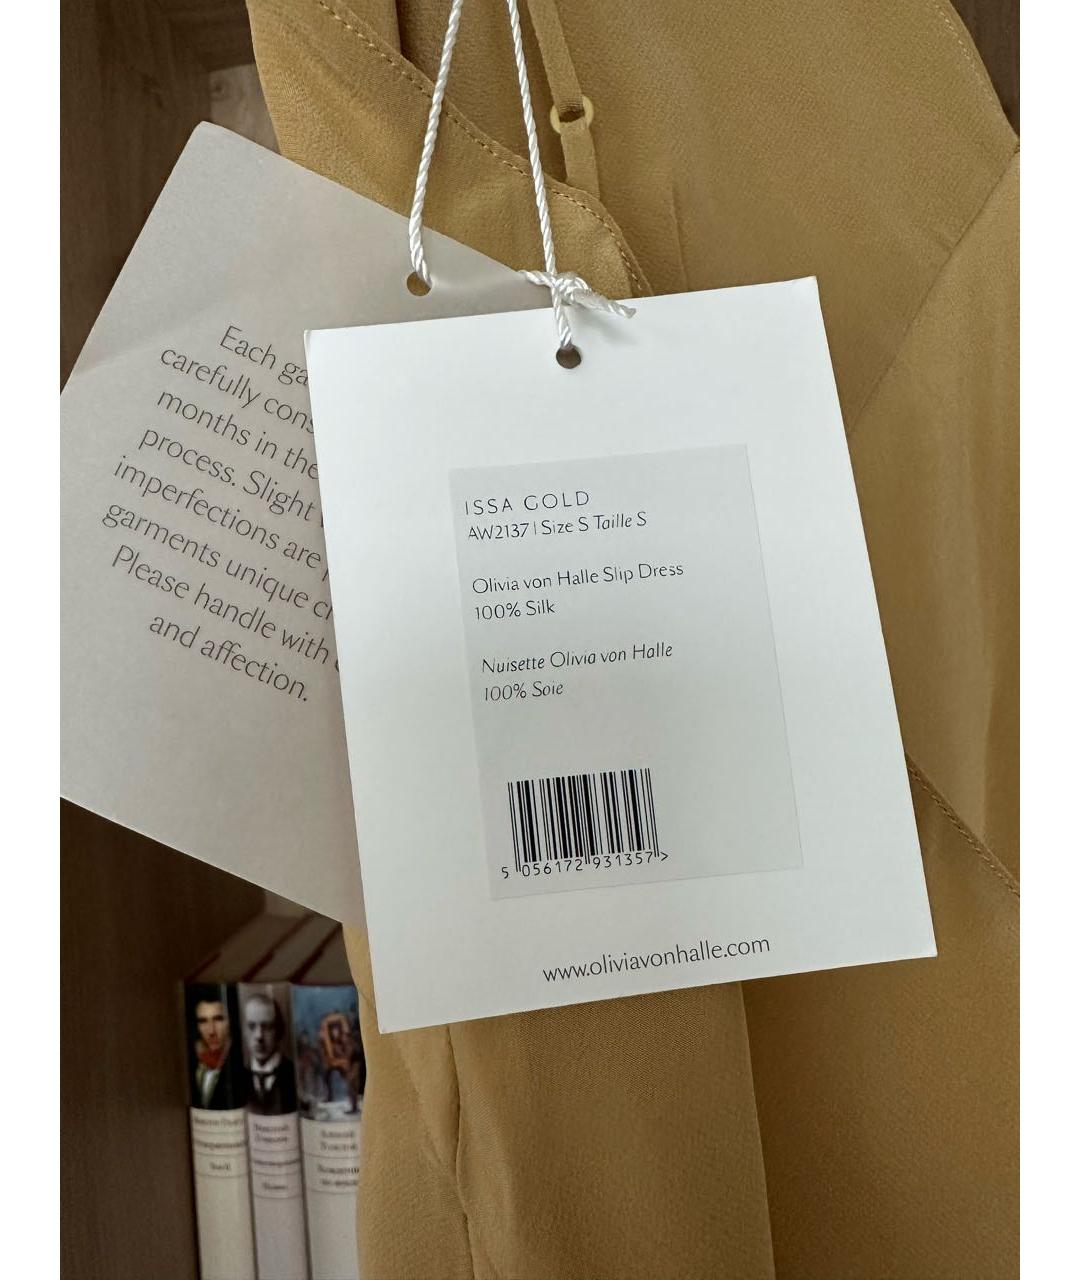 Each
carefully
months in the
process. Slight
imperfections are
garments unique
Please handle with
and affection.
ISSA GOLD
AW2137 | Size S Taille S
Olivia von Halle Slip Dress
100% Silk
Nuisette Olivia von Halle
100% Soie
5 056172 931357 >
www.oliviavonhalle.com